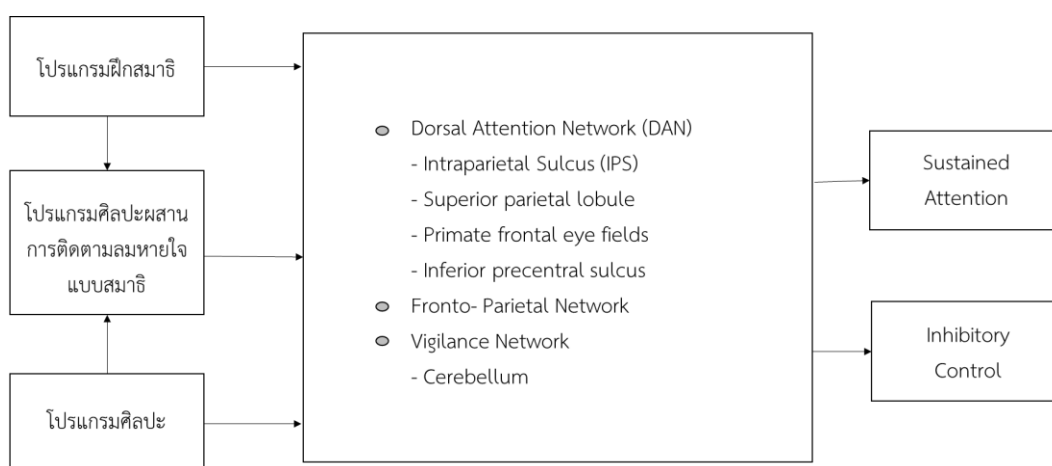 โปรแกรมฝึกสมาธิ
โปรแกรมศิลปะผสาน
การติดตามลมหายใจ
แบบสมาธิ
โปรแกรมศิลปะ
Dorsal Attention Network (DAN)
- Intraparietal Sulcus (IPS)
- Superior parietal lobule
- Primate frontal eye fields
- Inferior precentral sulcus
Fronto- Parietal Network
Vigilance Network
- Cerebellum
Sustained
Attention
Inhibitory
Control